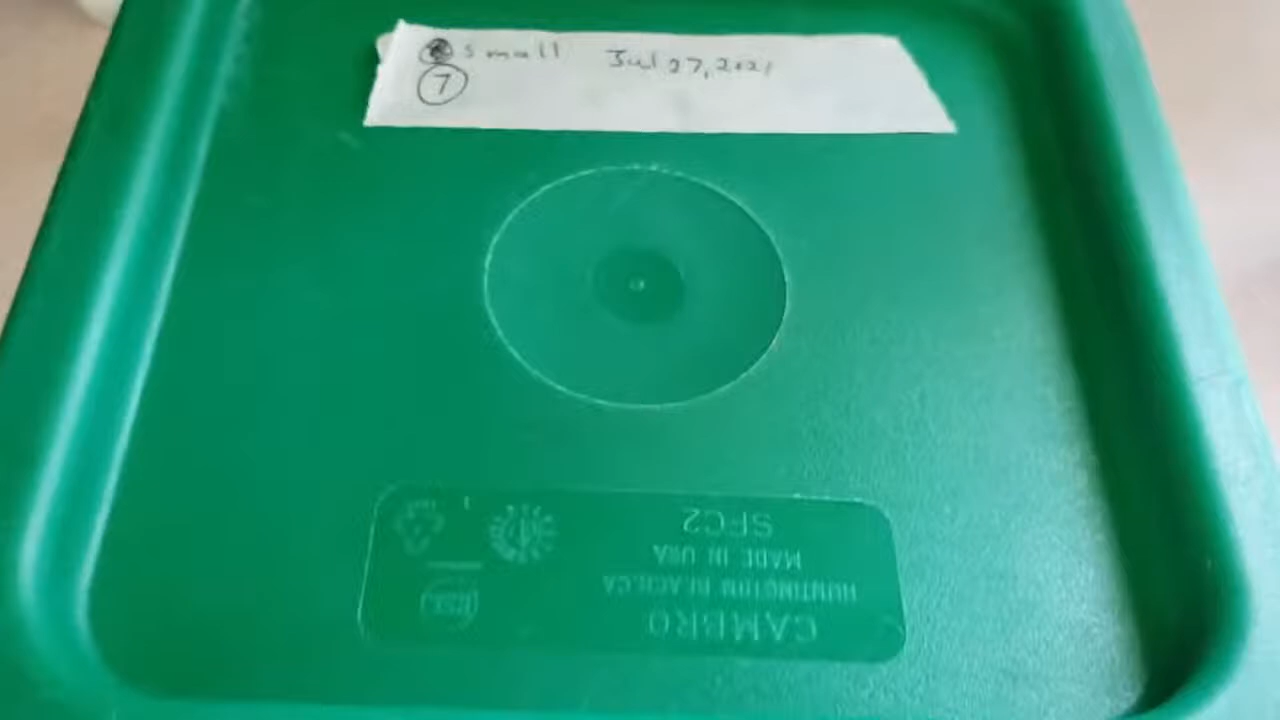 small Jul 27, 2021
7
SFC2
MADE IN USA
HUNTINGTON BEACH, CA
CAMBRO